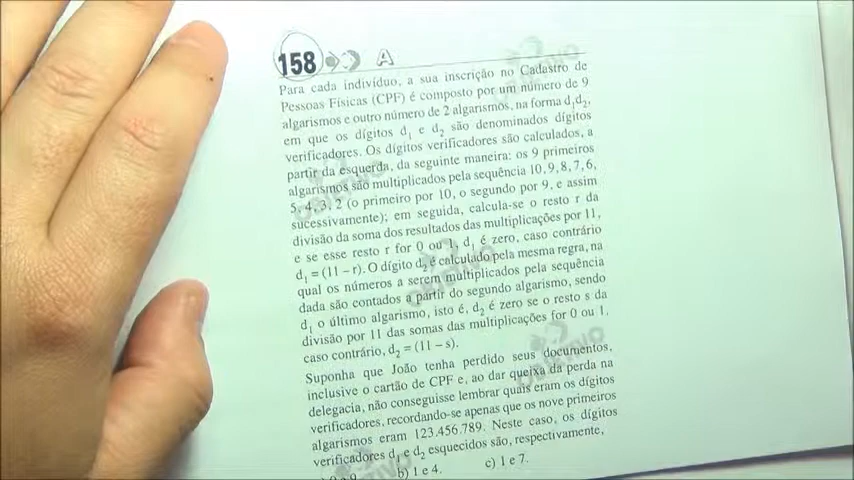 158 A
Para cada indivíduo, a sua inscrição no Cadastro de
Pessoas Físicas (CPF) é composto por um número de 9
algarismos e outro número de 2 algarismos, na forma d1d2,
em que os dígitos d1 e d2 são denominados dígitos
verificadores. Os dígitos verificadores são calculados, a
partir da esquerda, da seguinte maneira: os 9 primeiros
algarismos são multiplicados pela sequência 10, 9, 8, 7, 6,
5, 4, 3, 2 (o primeiro por 10, o segundo por 9, e assim
sucessivamente); em seguida, calcula-se o resto r da
divisão da soma dos resultados das multiplicações por 11,
e se esse resto r for 0 ou 1, d1 é zero, caso contrário
d1 = (11 – r). O dígito d2 é calculado pela mesma regra, na
qual os números a serem multiplicados pela sequência
dada são contados a partir do segundo algarismo, sendo
d1 o último algarismo, isto é, d2 é zero se o resto s da
divisão por 11 das somas das multiplicações for 0 ou 1,
caso contrário, d2 = (11 – s).
Suponha que João tenha perdido seus documentos,
inclusive o cartão de CPF e, ao dar queixa da perda na
delegacia, não conseguisse lembrar quais eram os dígitos
verificadores, recordando-se apenas que os nove primeiros
algarismos eram 123.456.789. Neste caso, os dígitos
verificadores d1 e d2 esquecidos são, respectivamente,
b) 1 e 4. c) 1 e 7.